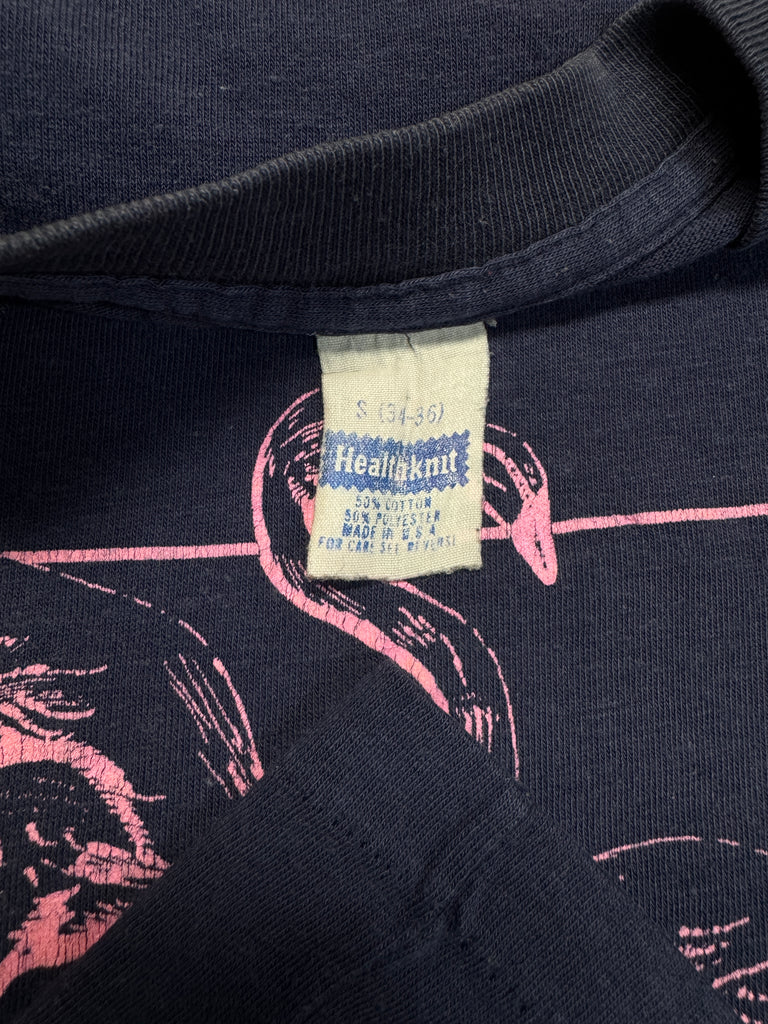 S (34-36)
Healthknit
50% COTTON
50% POLYESTER
MADE IN U S A
FOR CARE SEE REVERSE